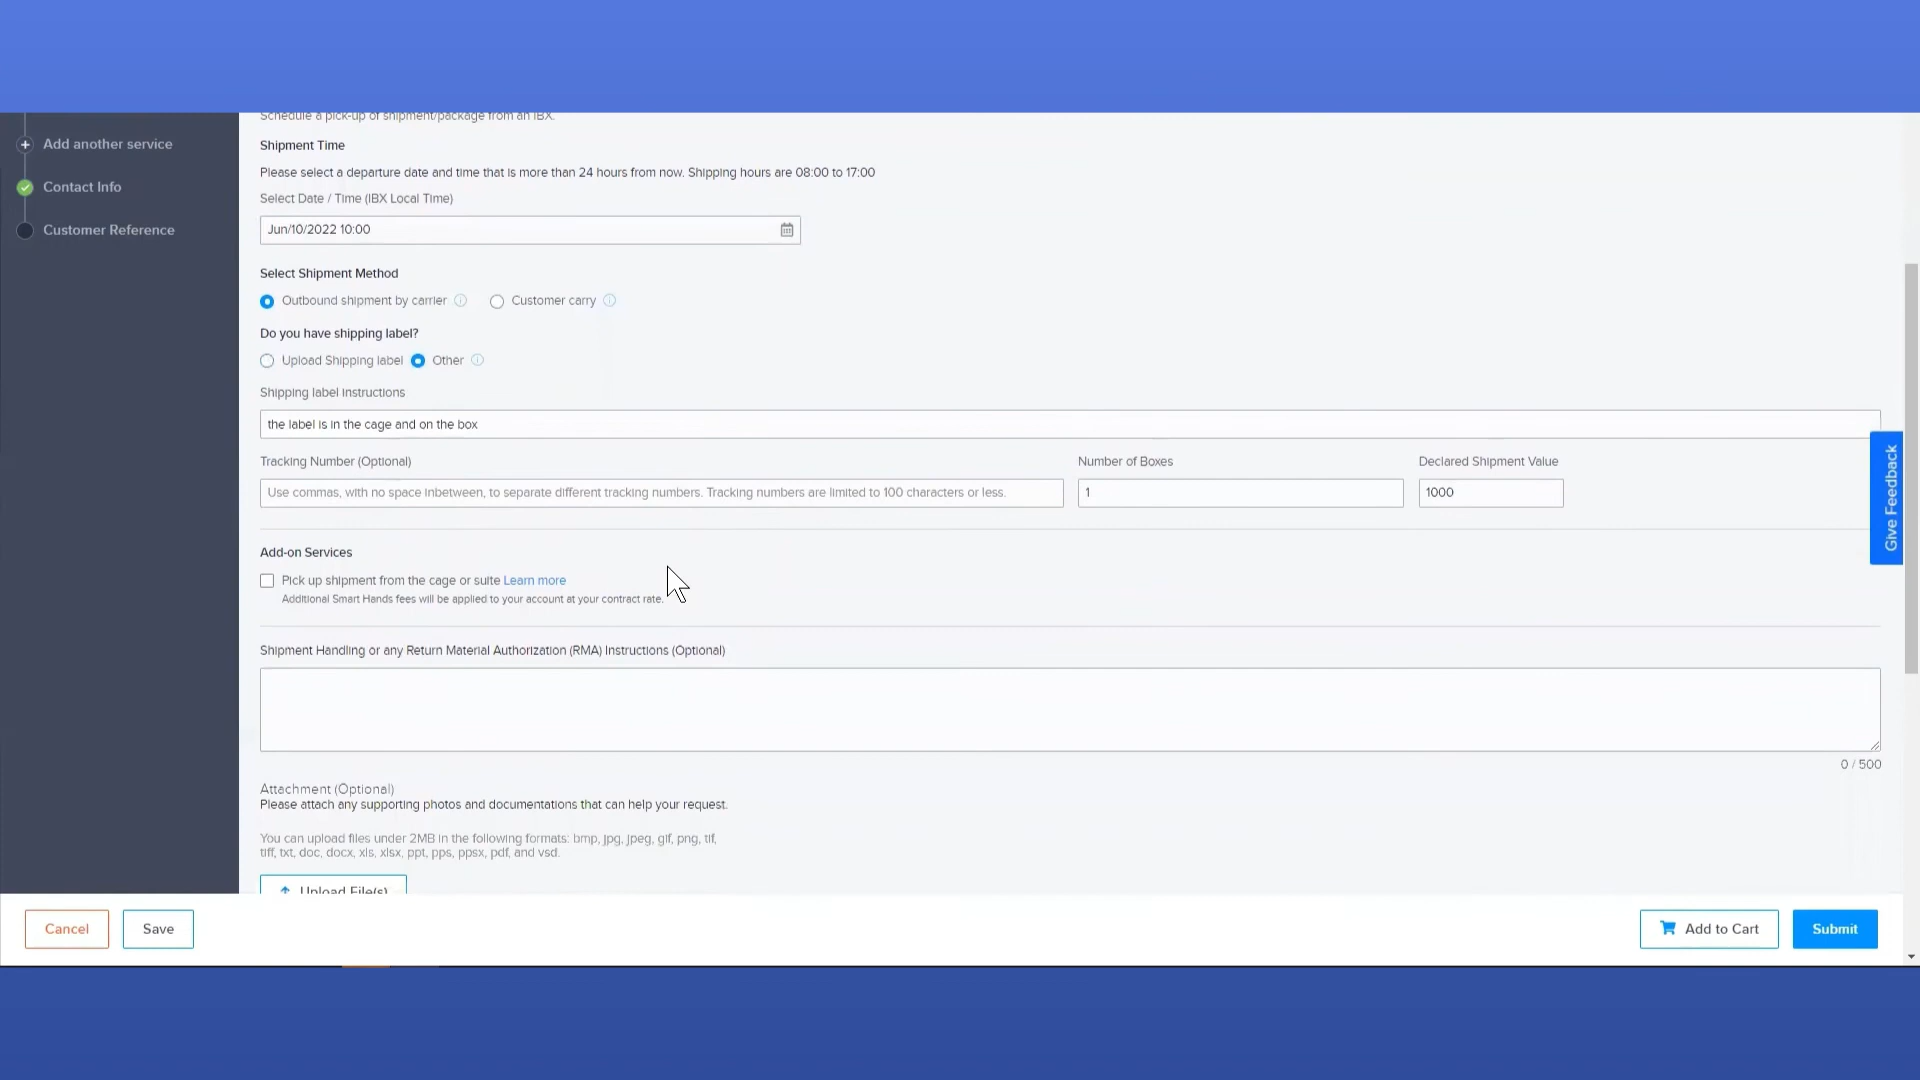 Schedule a pick-up of shipment/package from an IBX.
Add another service
Contact Info
Customer Reference
Shipment Time
Please select a departure date and time that is more than 24 hours from now. Shipping hours are 08:00 to 17:00
Select Date / Time (IBX Local Time)
Jun/10/2022 10:00
Select Shipment Method
Outbound shipment by carrier Customer carry
Do you have shipping label?
Upload Shipping label Other
Shipping label instructions
the label is in the cage and on the box
Tracking Number (Optional) Number of Boxes Declared Shipment Value
Use commas, with no space inbetween, to separate different tracking numbers. Tracking numbers are limited to 100 characters or less. 1 1000
Give Feedback
Add-on Services
Pick up shipment from the cage or suite Learn more
Additional Smart Hands fees will be applied to your account at your contract rate.
Shipment Handling or any Return Material Authorization (RMA) Instructions (Optional)
0 / 500
Attachment (Optional)
Please attach any supporting photos and documentations that can help your request.
You can upload files under 2MB in the following formats: bmp, jpg, jpeg, gif, png, tif,
tiff, txt, doc, docx, xls, xlsx, ppt, pps, ppsx, pdf, and vsd.
Upload File(s)
Cancel Save Add to Cart Submit